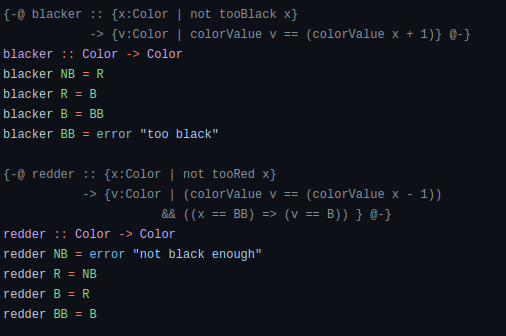 {-@ blacker :: {x:Color | not tooBlack x}
            -> {v:Color | colorValue v == (colorValue x + 1)} @-}
blacker :: Color -> Color
blacker NB = R
blacker R = B
blacker B = BB
blacker BB = error "too black"

{-@ redder :: {x:Color | not tooRed x}
           -> {v:Color | (colorValue v == (colorValue x - 1))
                      && ((x == BB) => (v == B)) } @-}
redder :: Color -> Color
redder NB = error "not black enough"
redder R = NB
redder B = R
redder BB = B